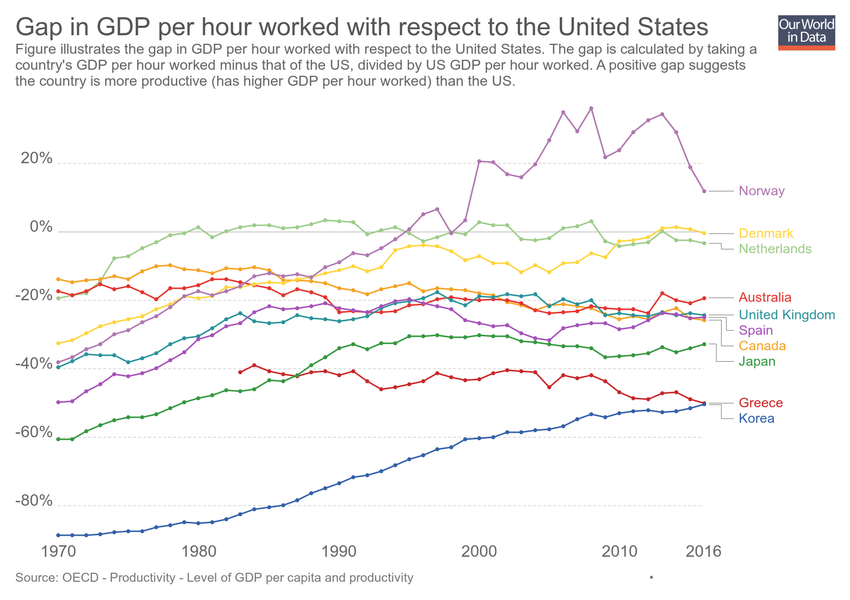 Gap in GDP per hour worked with respect to the United States
Our World
in Data
Figure illustrates the gap in GDP per hour worked with respect to the United States. The gap is calculated by taking a
country's GDP per hour worked minus that of the US, divided by US GDP per hour worked. A positive gap suggests
the country is more productive (has higher GDP per hour worked) than the US.
20%
0%
-20%
-40%
-60%
-80%
Norway
Denmark
Netherlands
Australia
United Kingdom
Spain
Canada
Japan
Greece
Korea
1970 1980 1990 2000 2010 2016
Source: OECD - Productivity - Level of GDP per capita and productivity